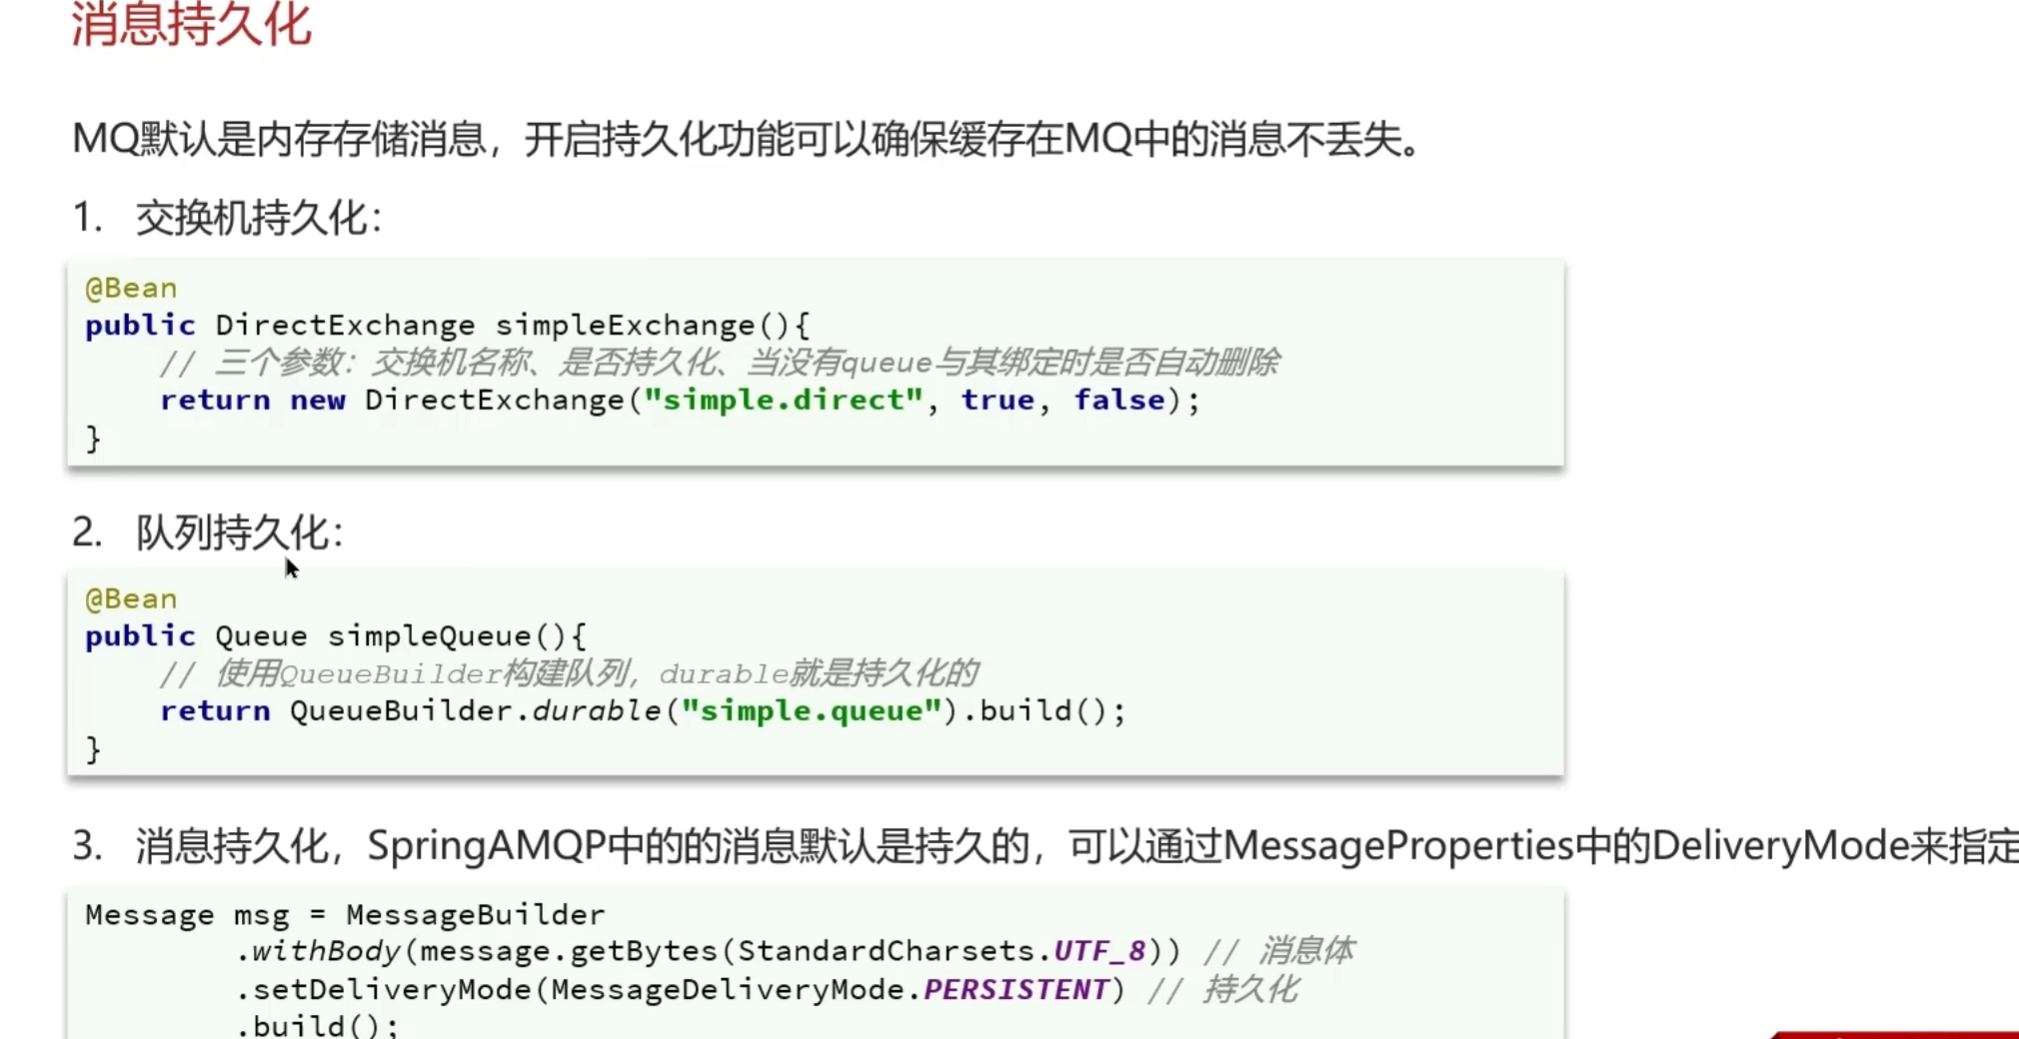 消息持久化
MQ默认是内存存储消息，开启持久化功能可以确保缓存在MQ中的消息不丢失。
1. 交换机持久化：
@Bean
public DirectExchange simpleExchange(){
    // 三个参数：交换机名称、是否持久化、当没有queue与其绑定时是否自动删除
    return new DirectExchange("simple.direct", true, false);
}
2. 队列持久化：
@Bean
public Queue simpleQueue(){
    // 使用QueueBuilder构建队列，durable就是持久化的
    return QueueBuilder.durable("simple.queue").build();
}
3. 消息持久化，SpringAMQP中的的消息默认是持久的，可以通过MessageProperties中的DeliveryMode来指定
Message msg = MessageBuilder
        .withBody(message.getBytes(StandardCharsets.UTF_8)) // 消息体
        .setDeliveryMode(MessageDeliveryMode.PERSISTENT) // 持久化
        .build();